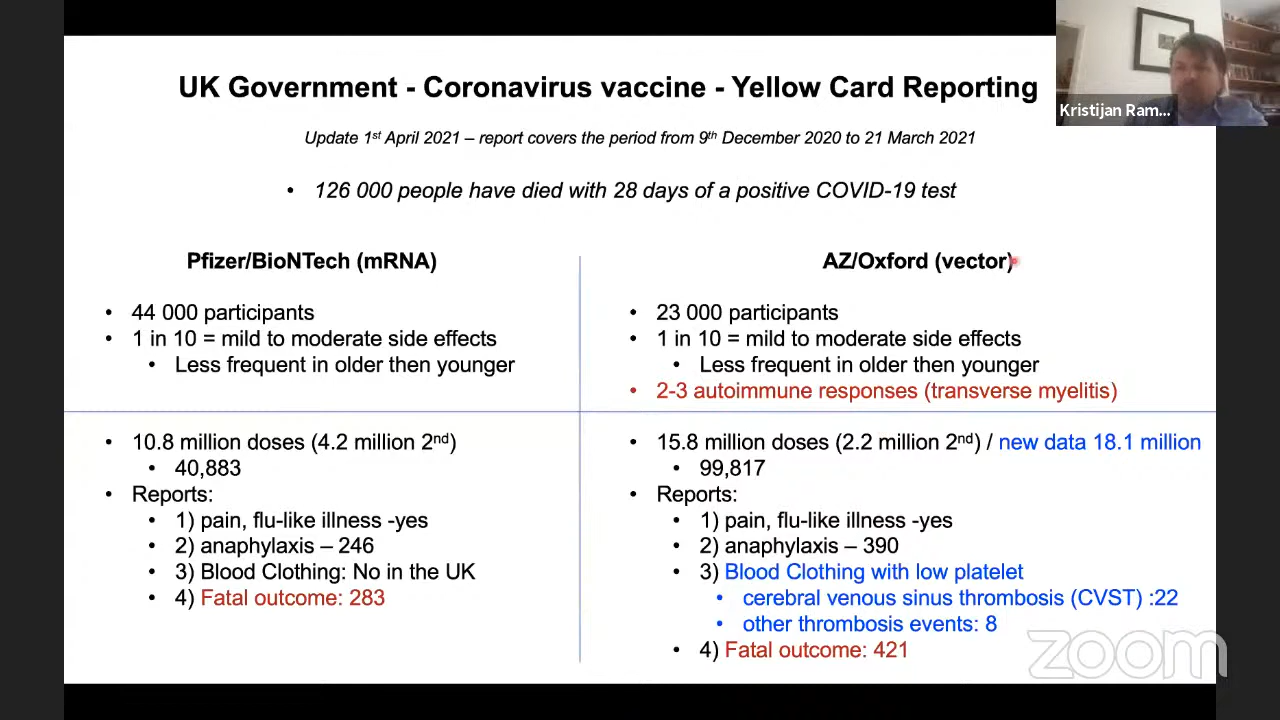 UK Government - Coronavirus vaccine - Yellow Card Reporting
Kristijan Ram...
Update 1st April 2021 – report covers the period from 9th December 2020 to 21 March 2021
• 126 000 people have died with 28 days of a positive COVID-19 test
Pfizer/BioNTech (mRNA)
• 44 000 participants
• 1 in 10 = mild to moderate side effects
• Less frequent in older then younger
• 10.8 million doses (4.2 million 2nd)
• 40,883
• Reports:
• 1) pain, flu-like illness -yes
• 2) anaphylaxis – 246
• 3) Blood Clothing: No in the UK
• 4) Fatal outcome: 283
AZ/Oxford (vector)
• 23 000 participants
• 1 in 10 = mild to moderate side effects
• Less frequent in older then younger
• 2-3 autoimmune responses (transverse myelitis)
• 15.8 million doses (2.2 million 2nd) / new data 18.1 million
• 99,817
• Reports:
• 1) pain, flu-like illness -yes
• 2) anaphylaxis – 390
• 3) Blood Clothing with low platelet
• cerebral venous sinus thrombosis (CVST) :22
• other thrombosis events: 8
• 4) Fatal outcome: 421
zoom